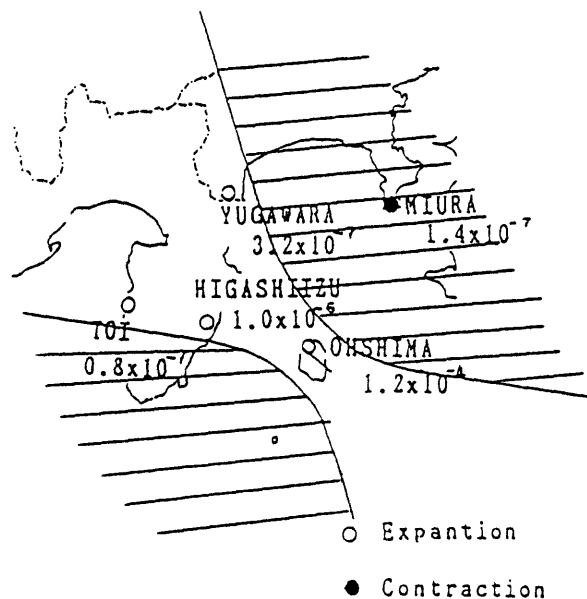 YUGAWARA
3.2x10⁻⁷
MIURA
1.4x10⁻⁷
HIGASHIIZU
1.0x10⁻⁶
TOI
0.8x10⁻⁷
OHSHIMA
1.2x10⁻⁴
Expantion
Contraction